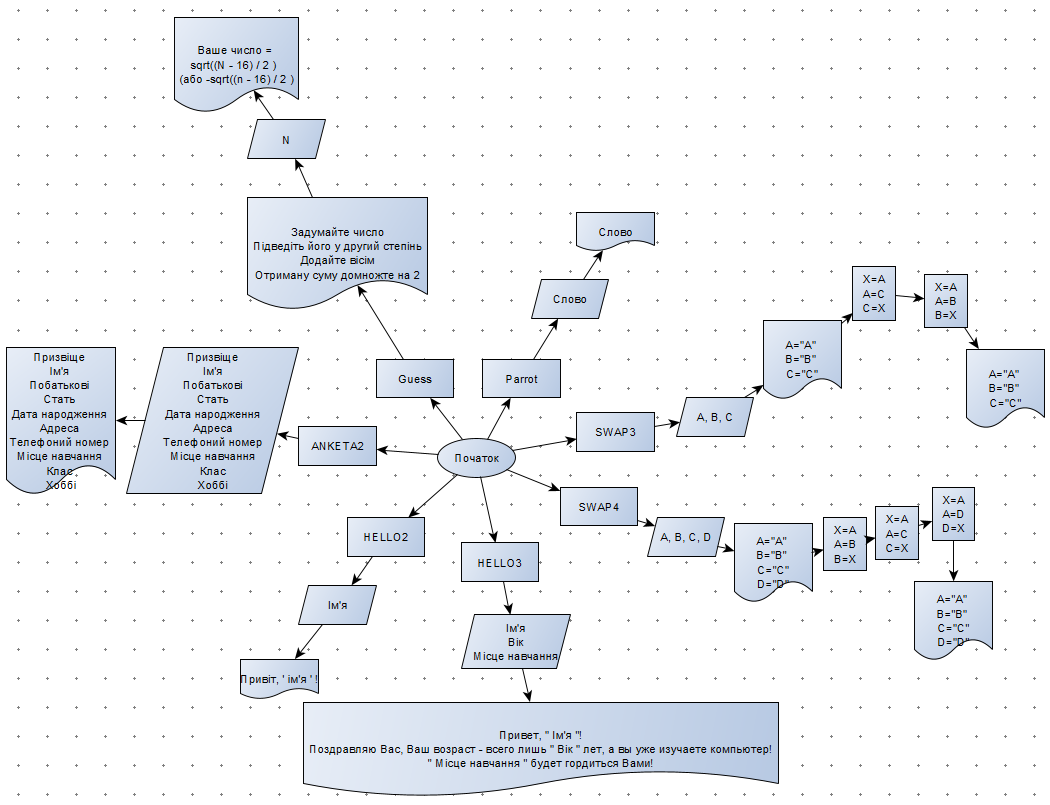 Ваше число =
sqrt((N - 16) / 2 )
(або -sqrt((n - 16) / 2 )
N
Задумайте число
Підведіть його у другий степінь
Додайте вісім
Отриману суму домножте на 2
Guess
Слово
Слово
Parrot
Призвіще
Ім'я
Побатькові
Стать
Дата народження
Адреса
Телефоний номер
Місце навчання
Клас
Хоббі
Призвіще
Ім'я
Побатькові
Стать
Дата народження
Адреса
Телефоний номер
Місце навчання
Клас
Хоббі
ANKETA2
Початок
SWAP3
A, B, C
A="A"
B="B"
C="C"
X=A
A=C
C=X
X=A
A=B
B=X
A="A"
B="B"
C="C"
SWAP4
A, B, C, D
A="A"
B="B"
C="C"
D="D"
X=A
A=B
B=X
X=A
A=C
C=X
X=A
A=D
D=X
A="A"
B="B"
C="C"
D="D"
HELLO2
Ім'я
Привіт, ' ім'я ' !
HELLO3
Ім'я
Вік
Місце навчання
Привет, " Ім'я "!
Поздравляю Вас, Ваш возраст - всего лишь " Вік " лет, а вы уже изучаете компьютер!
" Місце навчання " будет гордиться Вами!